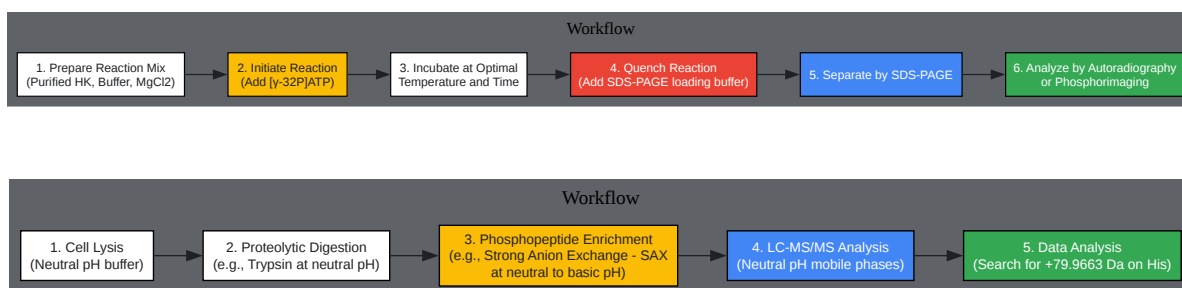 Workflow
1. Prepare Reaction Mix
(Purified HK, Buffer, MgCl2)
2. Initiate Reaction
(Add [γ-32P]ATP)
3. Incubate at Optimal
Temperature and Time
4. Quench Reaction
(Add SDS-PAGE loading buffer)
5. Separate by SDS-PAGE
6. Analyze by Autoradiography
or Phosphorimaging
Workflow
1. Cell Lysis
(Neutral pH buffer)
2. Proteolytic Digestion
(e.g., Trypsin at neutral pH)
3. Phosphopeptide Enrichment
(e.g., Strong Anion Exchange - SAX
at neutral to basic pH)
4. LC-MS/MS Analysis
(Neutral pH mobile phases)
5. Data Analysis
(Search for +79.9663 Da on His)